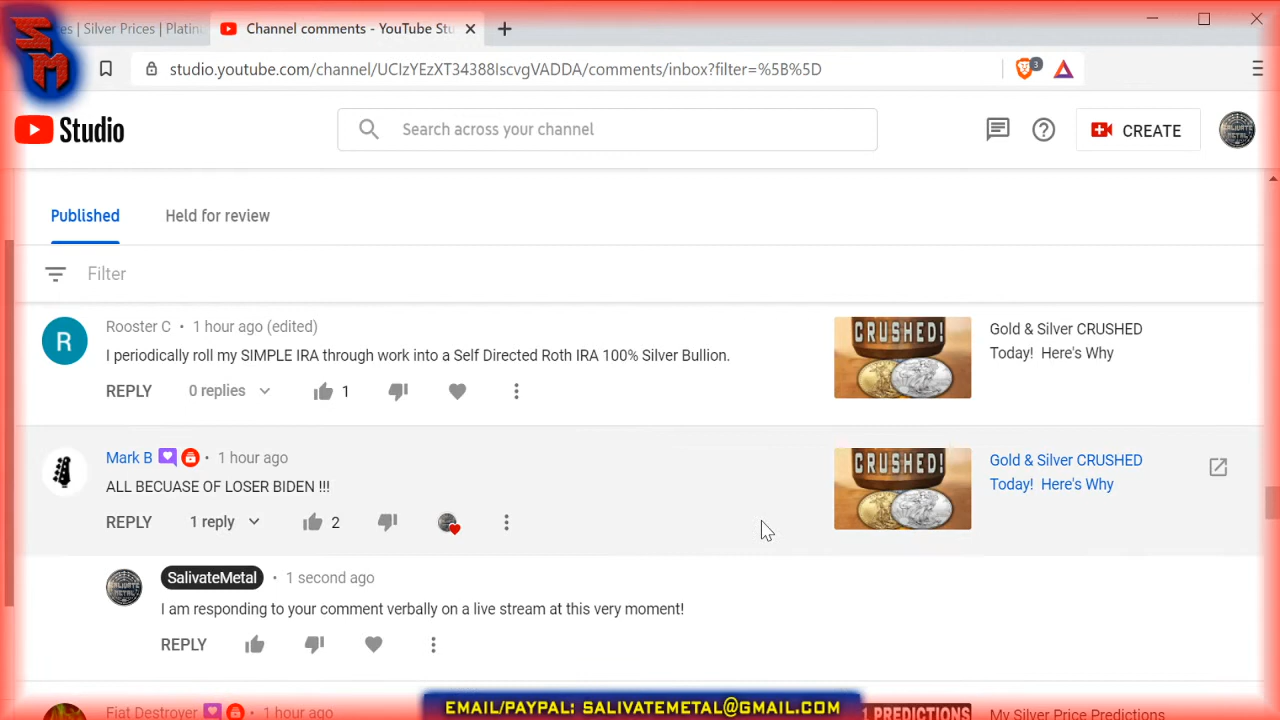 SM
es | Silver Prices | Platin
Channel comments - YouTube Stu
studio.youtube.com/channel/UCIzYEzXT34388lscvgVADDA/comments/inbox?filter=%5B%5D
3
Studio
Search across your channel
CREATE
Published
Held for review
Filter
Rooster C • 1 hour ago (edited)
R
I periodically roll my SIMPLE IRA through work into a Self Directed Roth IRA 100% Silver Bullion.
REPLY 0 replies 1
CRUSHED!
Gold & Silver CRUSHED
Today! Here's Why
Mark B • 1 hour ago
ALL BECUASE OF LOSER BIDEN !!!
REPLY 1 reply 2
CRUSHED!
Gold & Silver CRUSHED
Today! Here's Why
SalivateMetal • 1 second ago
I am responding to your comment verbally on a live stream at this very moment!
REPLY
Fiat Destroyer • 1 hour ago
PREDICTIONS
My Silver Price Predictions
EMAIL/PAYPAL: SALIVATEMETAL@GMAIL.COM